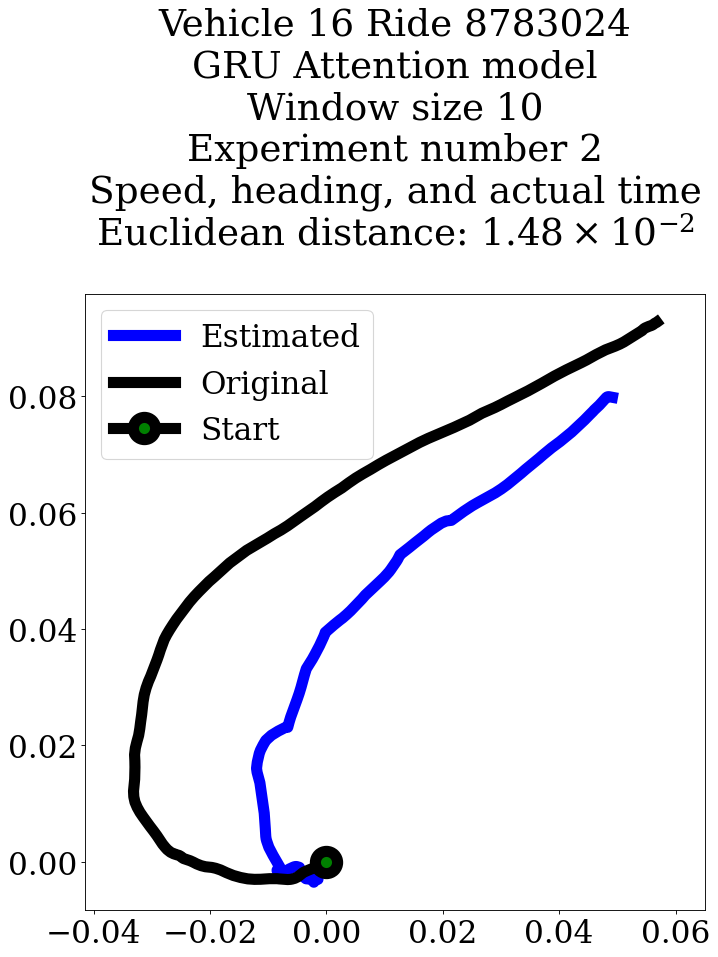 Vehicle 16 Ride 8783024
GRU Attention model
Window size 10
Experiment number 2
Speed, heading, and actual time
Euclidean distance: 1.48 × 10⁻²
Estimated
Original
Start
0.08
0.06
0.04
0.02
0.00
−0.04 −0.02 0.00 0.02 0.04 0.06